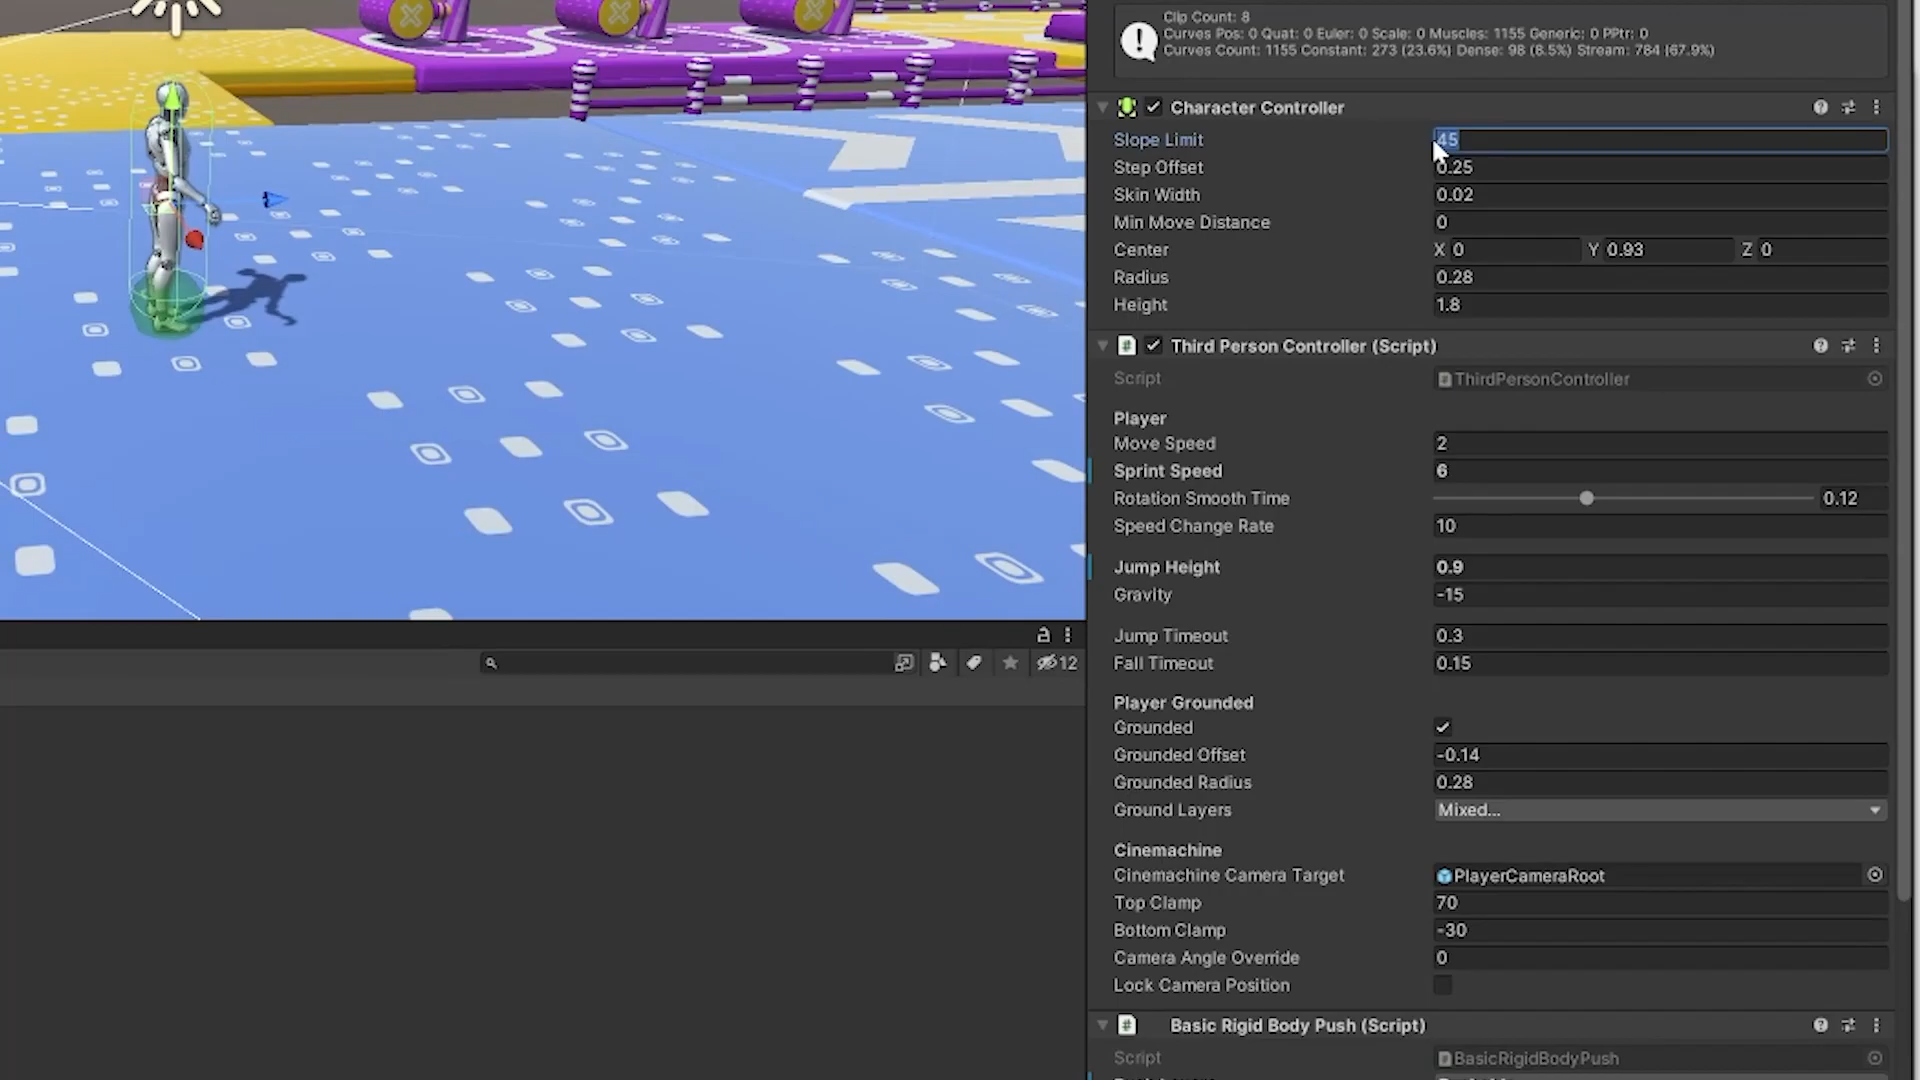 Clip Count: 8
Curves Pos: 0 Quat: 0 Euler: 0 Scale: 0 Muscles: 1155 Generic: 0 PPtr: 0
Curves Count: 1155 Constant: 273 (23.6%) Dense: 98 (8.5%) Stream: 784 (67.9%)
Character Controller
Slope Limit 45
Step Offset 0.25
Skin Width 0.02
Min Move Distance 0
Center X 0 Y 0.93 Z 0
Radius 0.28
Height 1.8
# Third Person Controller (Script)
Script ThirdPersonController
Player
Move Speed 2
Sprint Speed 6
Rotation Smooth Time 0.12
Speed Change Rate 10
Jump Height 0.9
Gravity -15
Jump Timeout 0.3
Fall Timeout 0.15
12
Player Grounded
Grounded
Grounded Offset -0.14
Grounded Radius 0.28
Ground Layers Mixed...
Cinemachine
Cinemachine Camera Target PlayerCameraRoot
Top Clamp 70
Bottom Clamp -30
Camera Angle Override 0
Lock Camera Position
# Basic Rigid Body Push (Script)
Script BasicRigidBodyPush